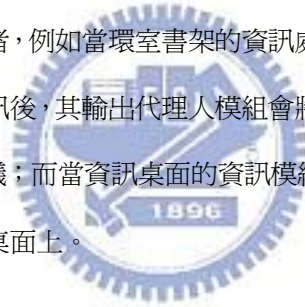 者，例如當環室書架的資訊處
訊後，其輸出代理人模組會將
議；而當資訊桌面的資訊模組
1896
桌面上。